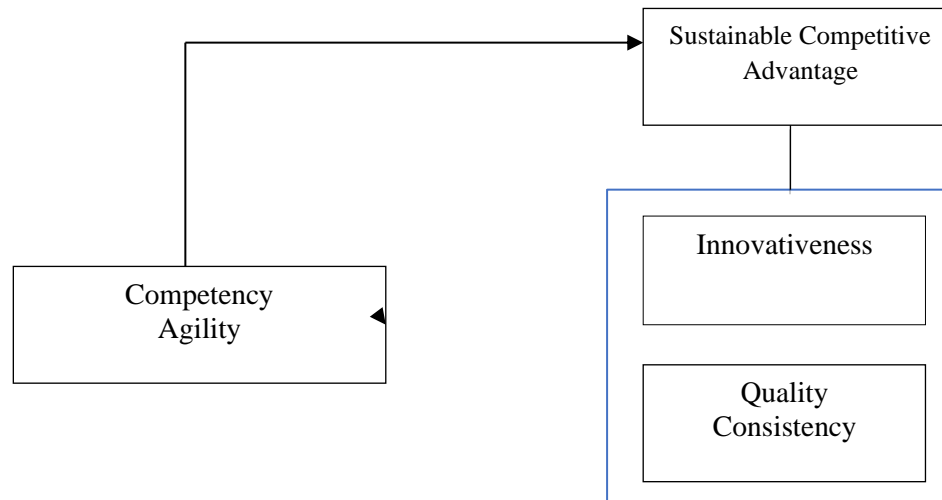 Sustainable Competitive
Advantage
Innovativeness
Competency
Agility
Quality
Consistency